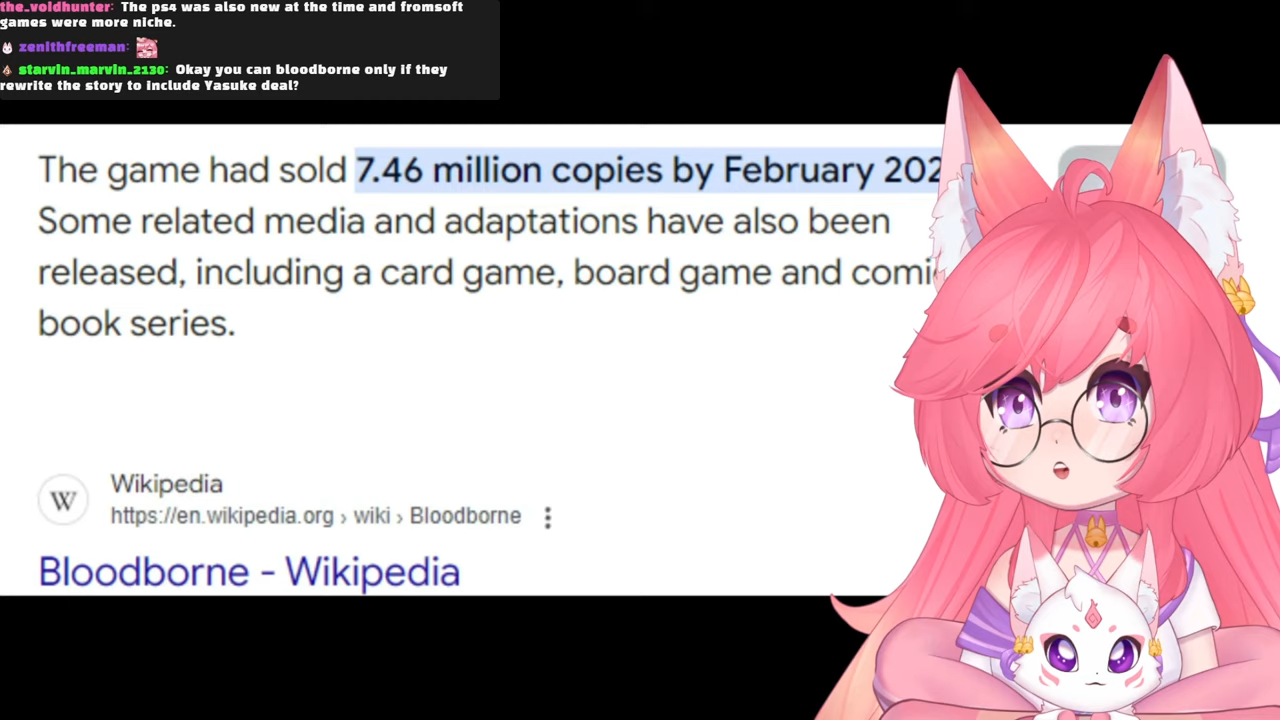 the_voidhunter: The ps4 was also new at the time and fromsoft
games were more niche.
zenithfreeman:
starvin_marvin_2130: Okay you can bloodborne only if they
rewrite the story to include Yasuke deal?
The game had sold 7.46 million copies by February 202
Some related media and adaptations have also been
released, including a card game, board game and comi
book series.
W
Wikipedia
https://en.wikipedia.org › wiki › Bloodborne
Bloodborne - Wikipedia